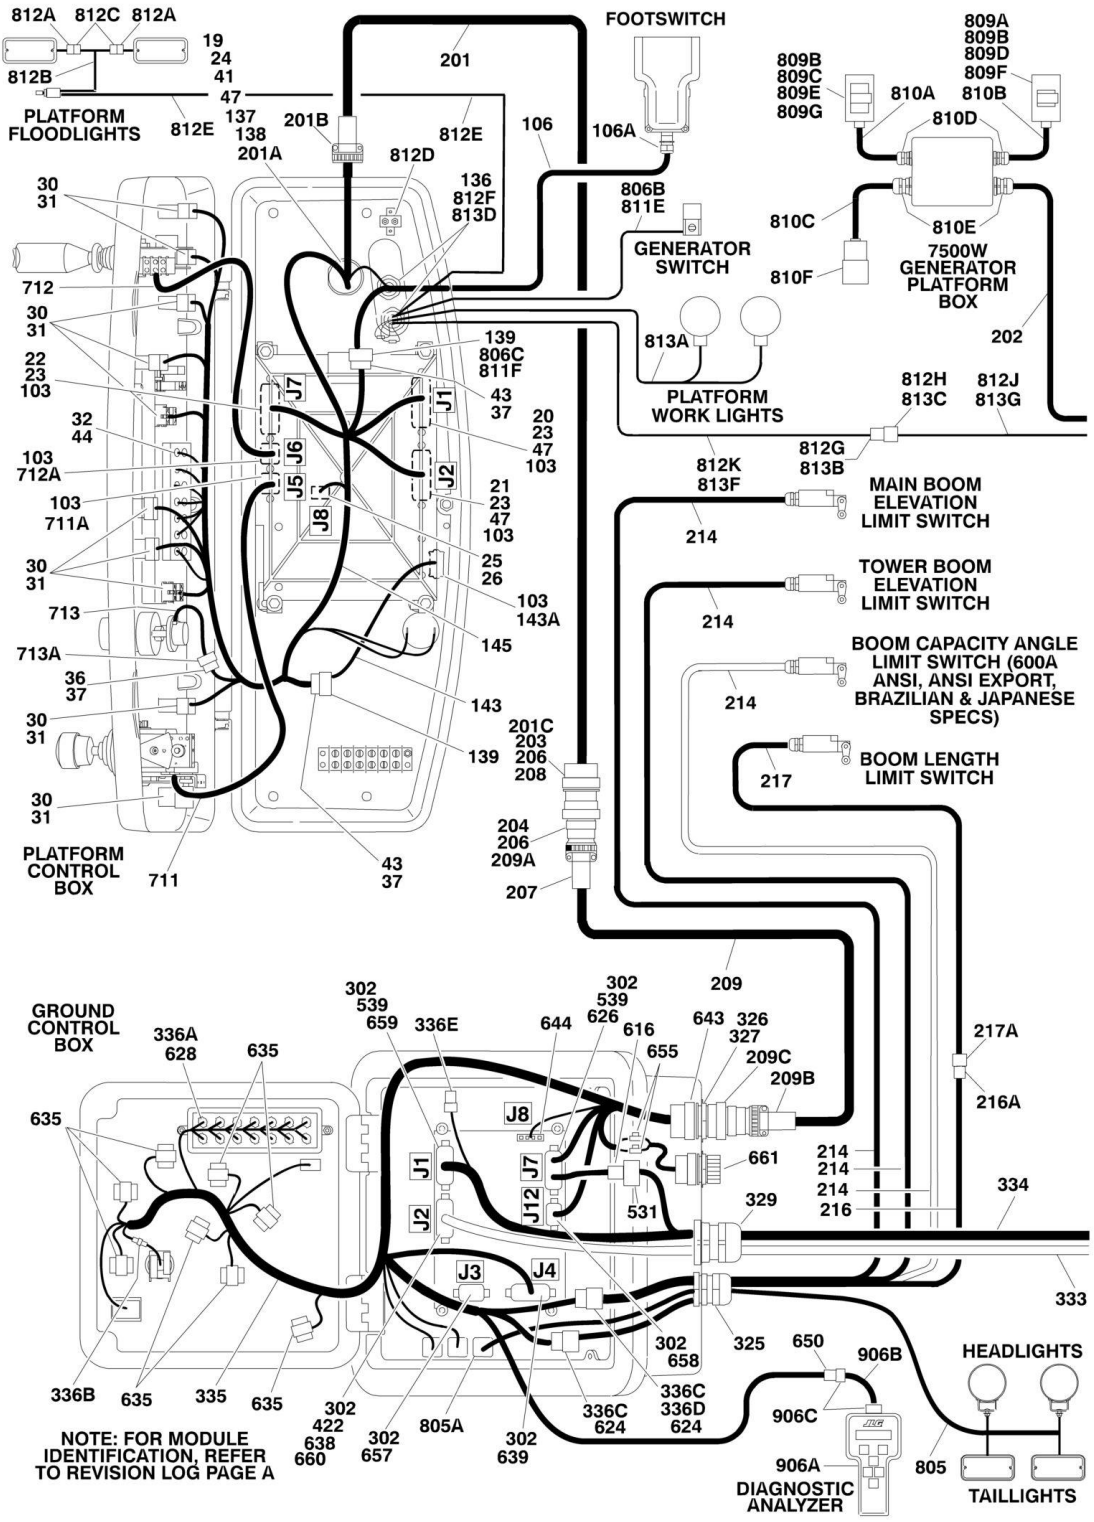 812A
812C
812A
812B
PLATFORM
FLOODLIGHTS
19
24
41
47
137
138
201A
812E
201
201B
812E
812D
FOOTSWITCH
106
106A
136
812F
813D
806B
811E
GENERATOR
SWITCH
809B
809C
809E
809G
809A
809B
809D
809F
810A
810B
810D
810C
810E
810F
7500W
GENERATOR
PLATFORM
BOX
202
30
31
712
30
31
22
23
103
32
44
103
712A
103
711A
30
31
713
713A
36
37
30
31
30
31
PLATFORM
CONTROL
BOX
711
J7
J6
J5
J8
J1
J2
139
806C
811F
43
37
20
23
47
103
21
23
47
103
25
26
103
143A
145
143
139
43
37
813A
PLATFORM
WORK LIGHTS
812H
813C
812J
813G
812G
813B
812K
813F
MAIN BOOM
ELEVATION
LIMIT SWITCH
214
TOWER BOOM
ELEVATION
LIMIT SWITCH
214
BOOM CAPACITY ANGLE
LIMIT SWITCH (600A
ANSI, ANSI EXPORT,
BRAZILIAN & JAPANESE
SPECS)
214
BOOM LENGTH
LIMIT SWITCH
217
201C
203
206
208
204
206
209A
207
209
217A
216A
GROUND
CONTROL
BOX
336A
628
635
635
302
539
659
336E
644
302
539
626
616
655
643
326
327
209C
209B
J8
J1
J7
J2
J12
J3
J4
661
531
329
214
214
214
216
334
333
325
302
658
336B
635
335
635
302
422
638
660
302
657
805A
302
639
336C
624
336C
336D
624
650
906B
906C
JLG
906A
DIAGNOSTIC
ANALYZER
805
HEADLIGHTS
TAILLIGHTS
NOTE: FOR MODULE
IDENTIFICATION, REFER
TO REVISION LOG PAGE A